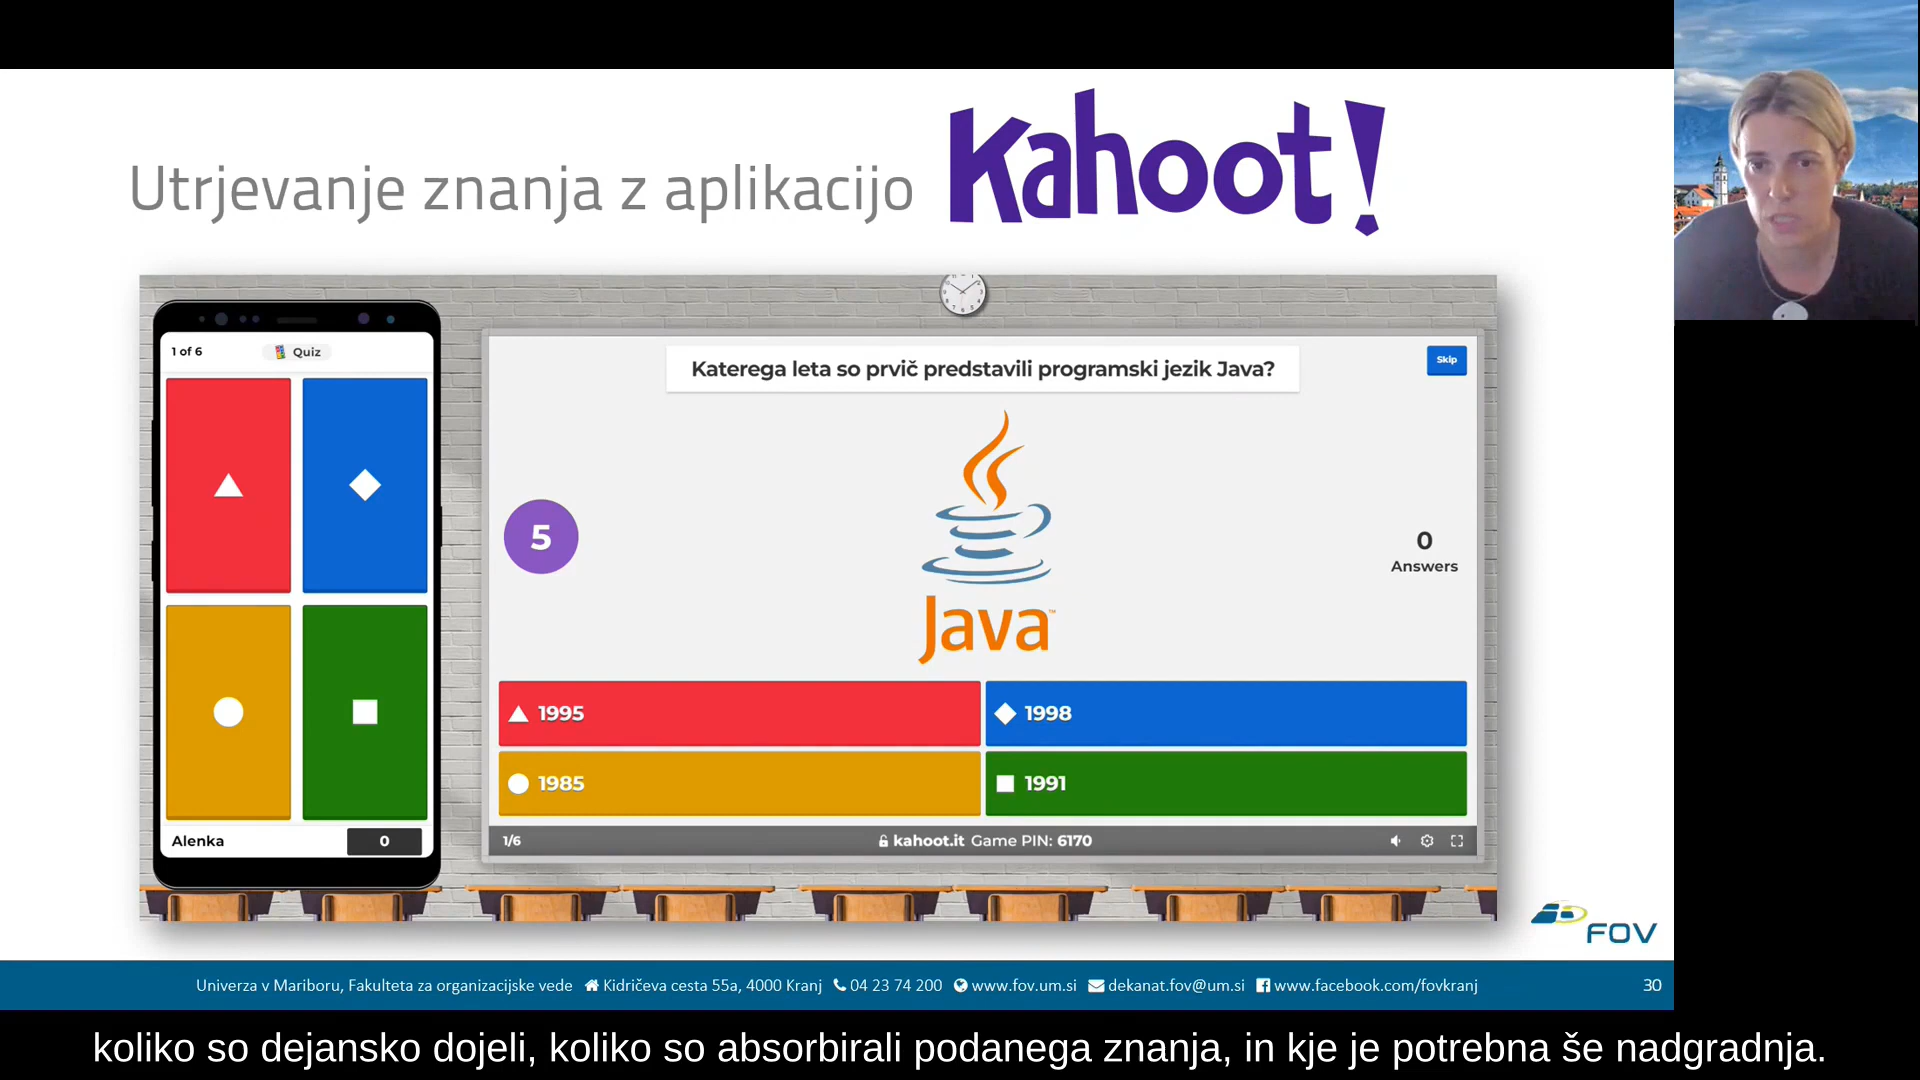 Utrjevanje znanja z aplikacijo Kahoot!
1 of 6 Quiz
Alenka 0
Katerega leta so prvič predstavili programski jezik Java?
Skip
5
0
Answers
Java™
1995
1998
1985
1991
1/6 kahoot.it Game PIN: 6170
FOV
Univerza v Mariboru, Fakulteta za organizacijske vede Kidričeva cesta 55a, 4000 Kranj 04 23 74 200 www.fov.um.si dekanat.fov@um.si www.facebook.com/fovkranj 30
koliko so dejansko dojeli, koliko so absorbirali podanega znanja, in kje je potrebna še nadgradnja.